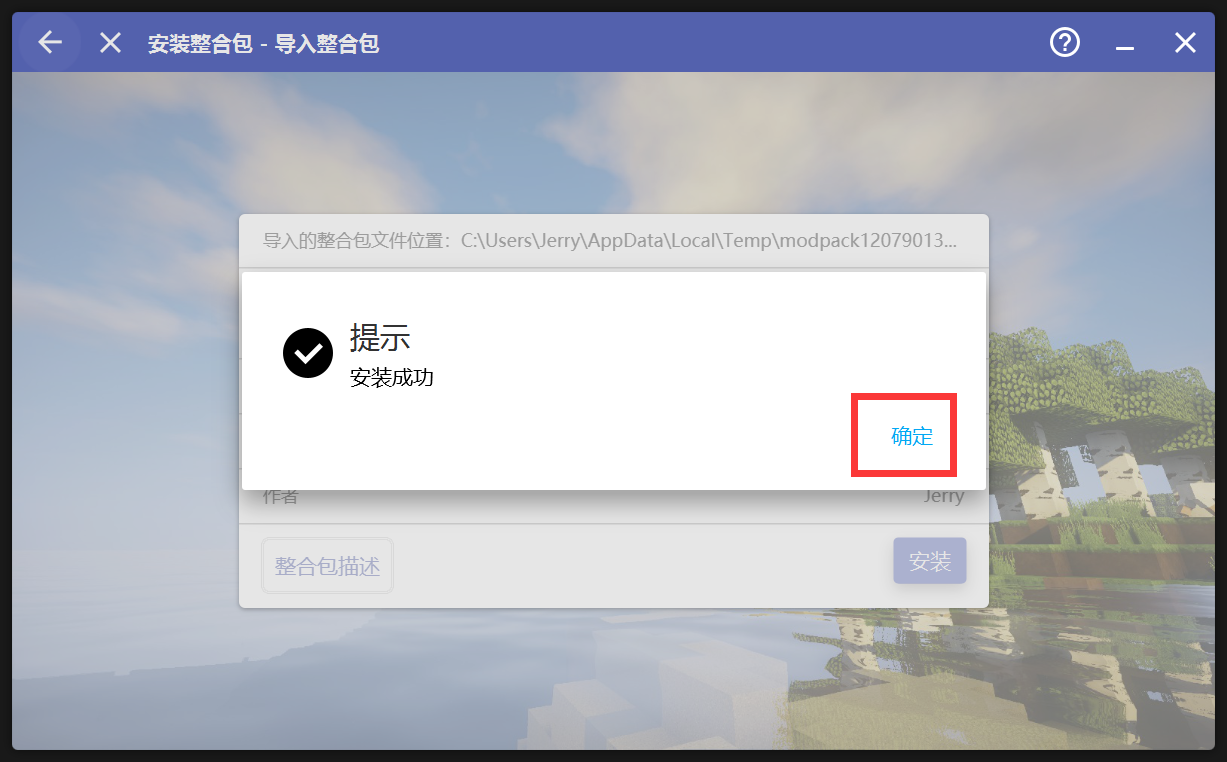 安装整合包 - 导入整合包
导入的整合包文件位置: C:\Users\Jerry\AppData\Local\Temp\modpack12079013...
提示
安装成功
确定
作者 Jerry
整合包描述 安装